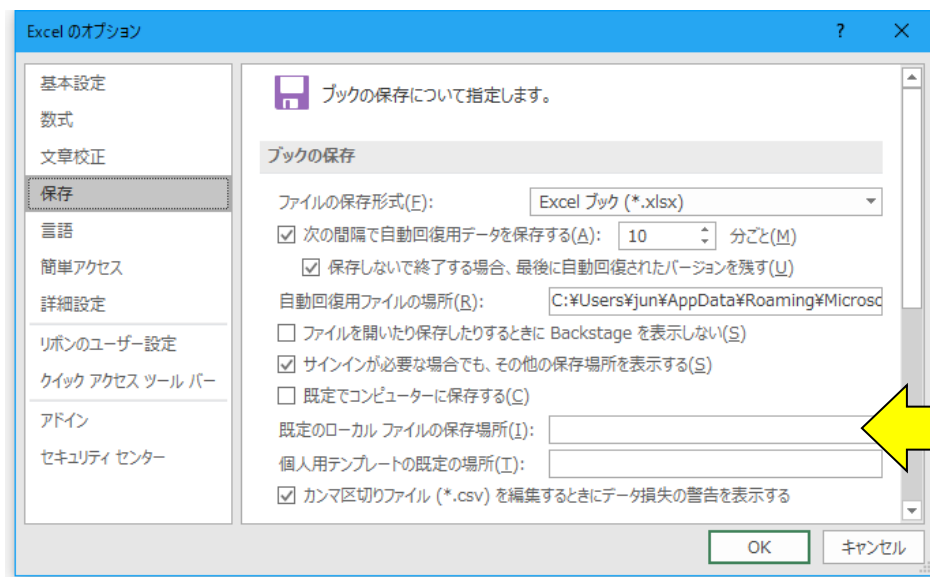 Excel のオプション
?
×
基本設定
数式
文章校正
保存
言語
簡単アクセス
詳細設定
リボンのユーザー設定
クイック アクセス ツール バー
アドイン
セキュリティ センター
ブックの保存について指定します。
ブックの保存
ファイルの保存形式(F): Excel ブック (*.xlsx)
次の間隔で自動回復用データを保存する(A): 10 分ごと(M)
保存しないで終了する場合、最後に自動回復されたバージョンを残す(U)
自動回復用ファイルの場所(R): C:¥Users¥jun¥AppData¥Roaming¥Microsc
ファイルを開いたり保存したりするときに Backstage を表示しない(S)
サインインが必要な場合でも、その他の保存場所を表示する(S)
既定でコンピューターに保存する(C)
既定のローカル ファイルの保存場所(I):
個人用テンプレートの既定の場所(T):
カンマ区切りファイル (*.csv) を編集するときにデータ損失の警告を表示する
OK
キャンセル